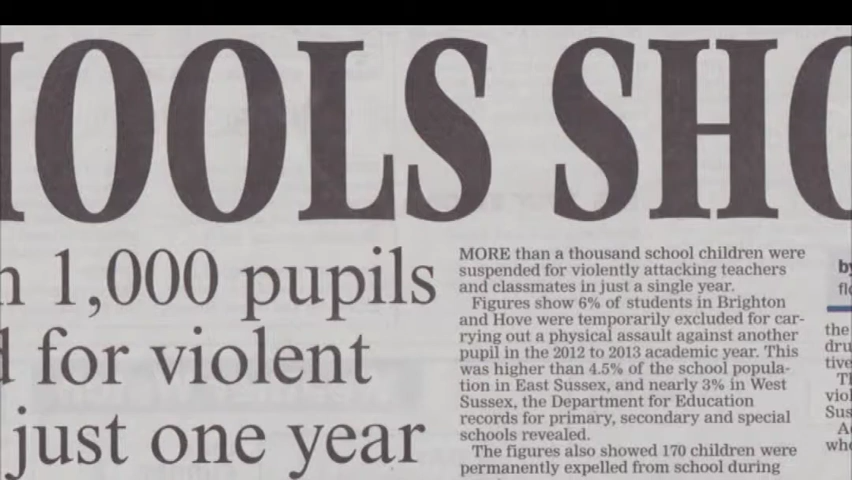 HOOLS SHO
1,000 pupils
for violent
just one year
MORE than a thousand school children were
suspended for violently attacking teachers
and classmates in just a single year.
Figures show 6% of students in Brighton
and Hove were temporarily excluded for car-
rying out a physical assault against another
pupil in the 2012 to 2013 academic year. This
was higher than 4.5% of the school popula-
tion in East Sussex, and nearly 3% in West
Sussex, the Department for Education
records for primary, secondary and special
schools revealed.
The figures also showed 170 children were
permanently expelled from school during
by
the
dru
tive
viol
Sus